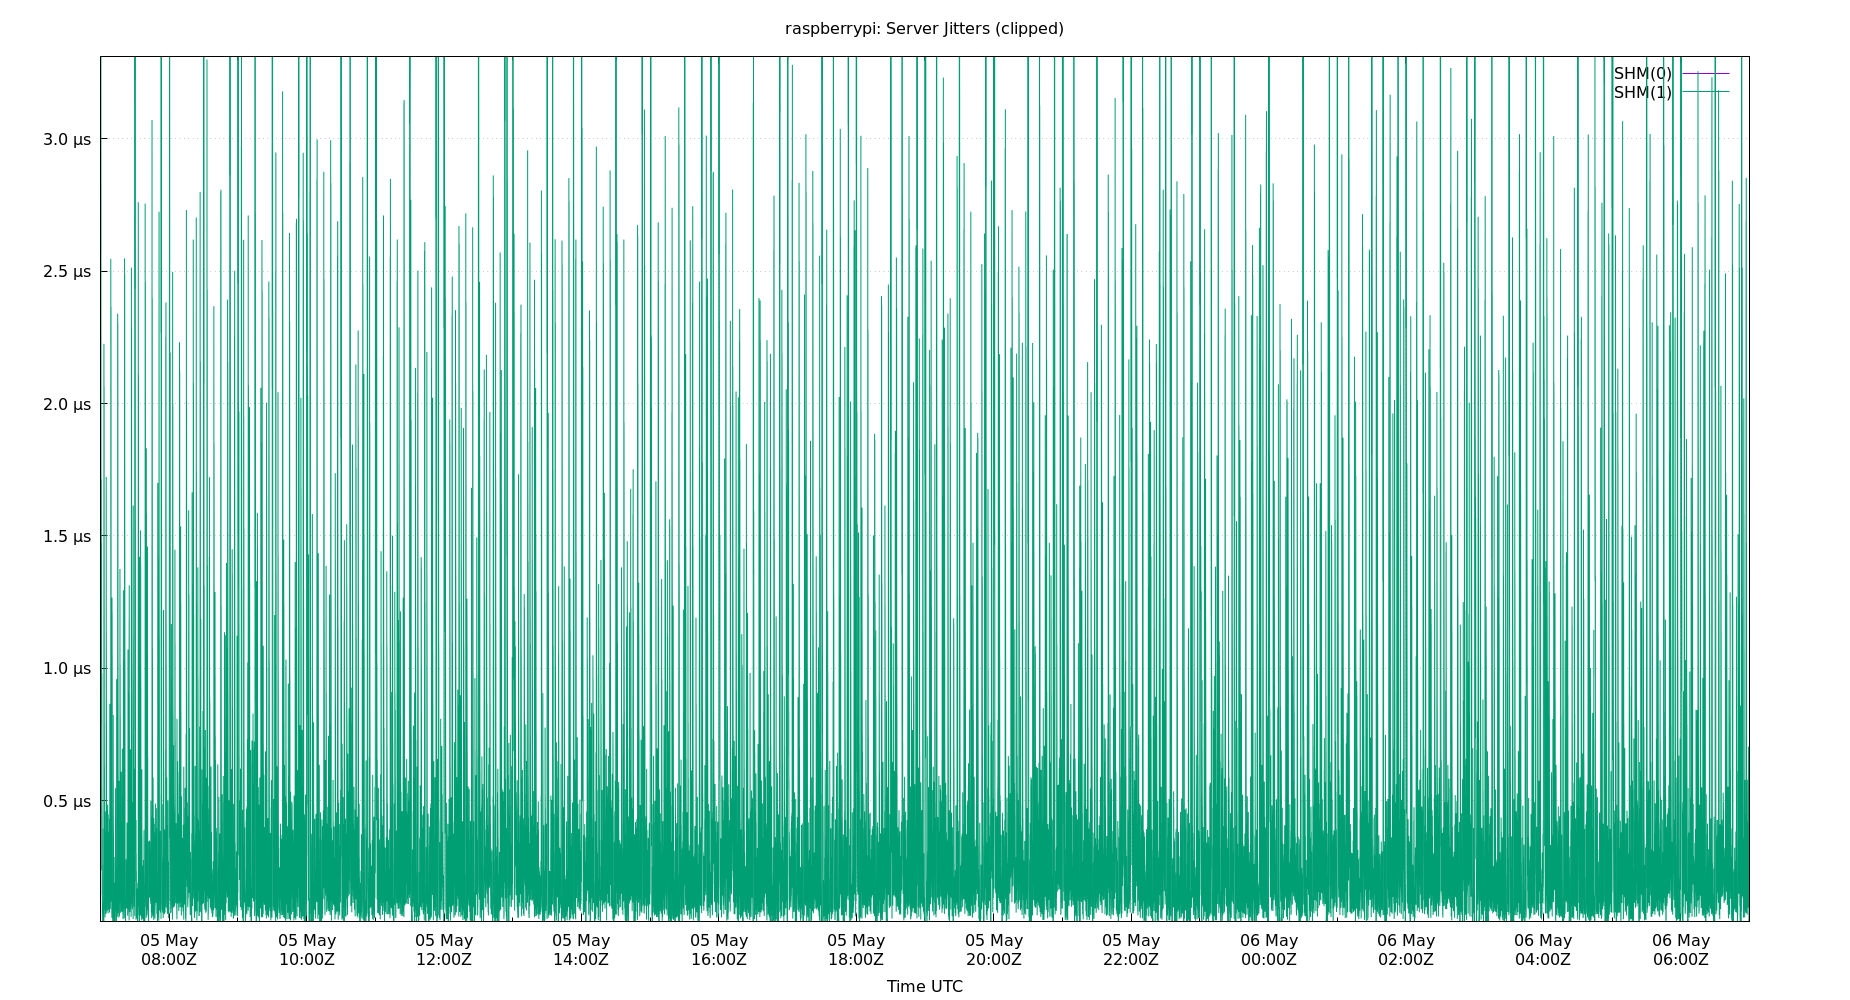 raspberrypi: Server Jitters (clipped)
SHM(0)
SHM(1)
3.0 µs
2.5 µs
2.0 µs
1.5 µs
1.0 µs
0.5 µs
05 May 05 May 05 May 05 May 05 May 05 May 05 May 05 May 06 May 06 May 06 May 06 May
08:00Z 10:00Z 12:00Z 14:00Z 16:00Z 18:00Z 20:00Z 22:00Z 00:00Z 02:00Z 04:00Z 06:00Z
Time UTC